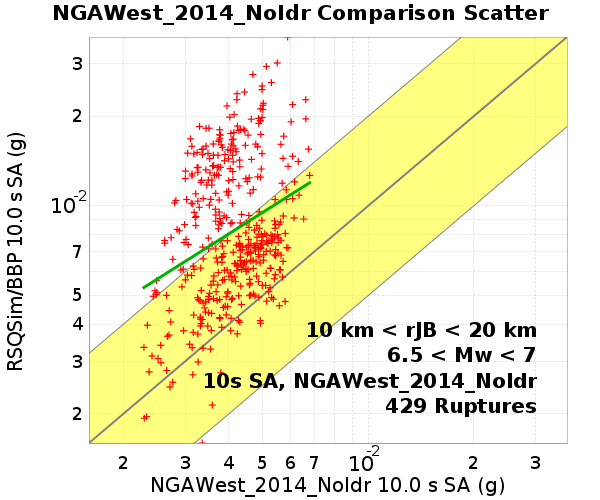 NGAWest_2014_NoIdr Comparison Scatter
RSQSim/BBP 10.0 s SA (g)
3
2
10-2
7
5
4
3
2
10 km < rJB < 20 km
6.5 < Mw < 7
10s SA, NGAWest_2014_NoIdr
429 Ruptures
2 3 4 5 6 7 10-2 2 3
NGAWest_2014_NoIdr 10.0 s SA (g)